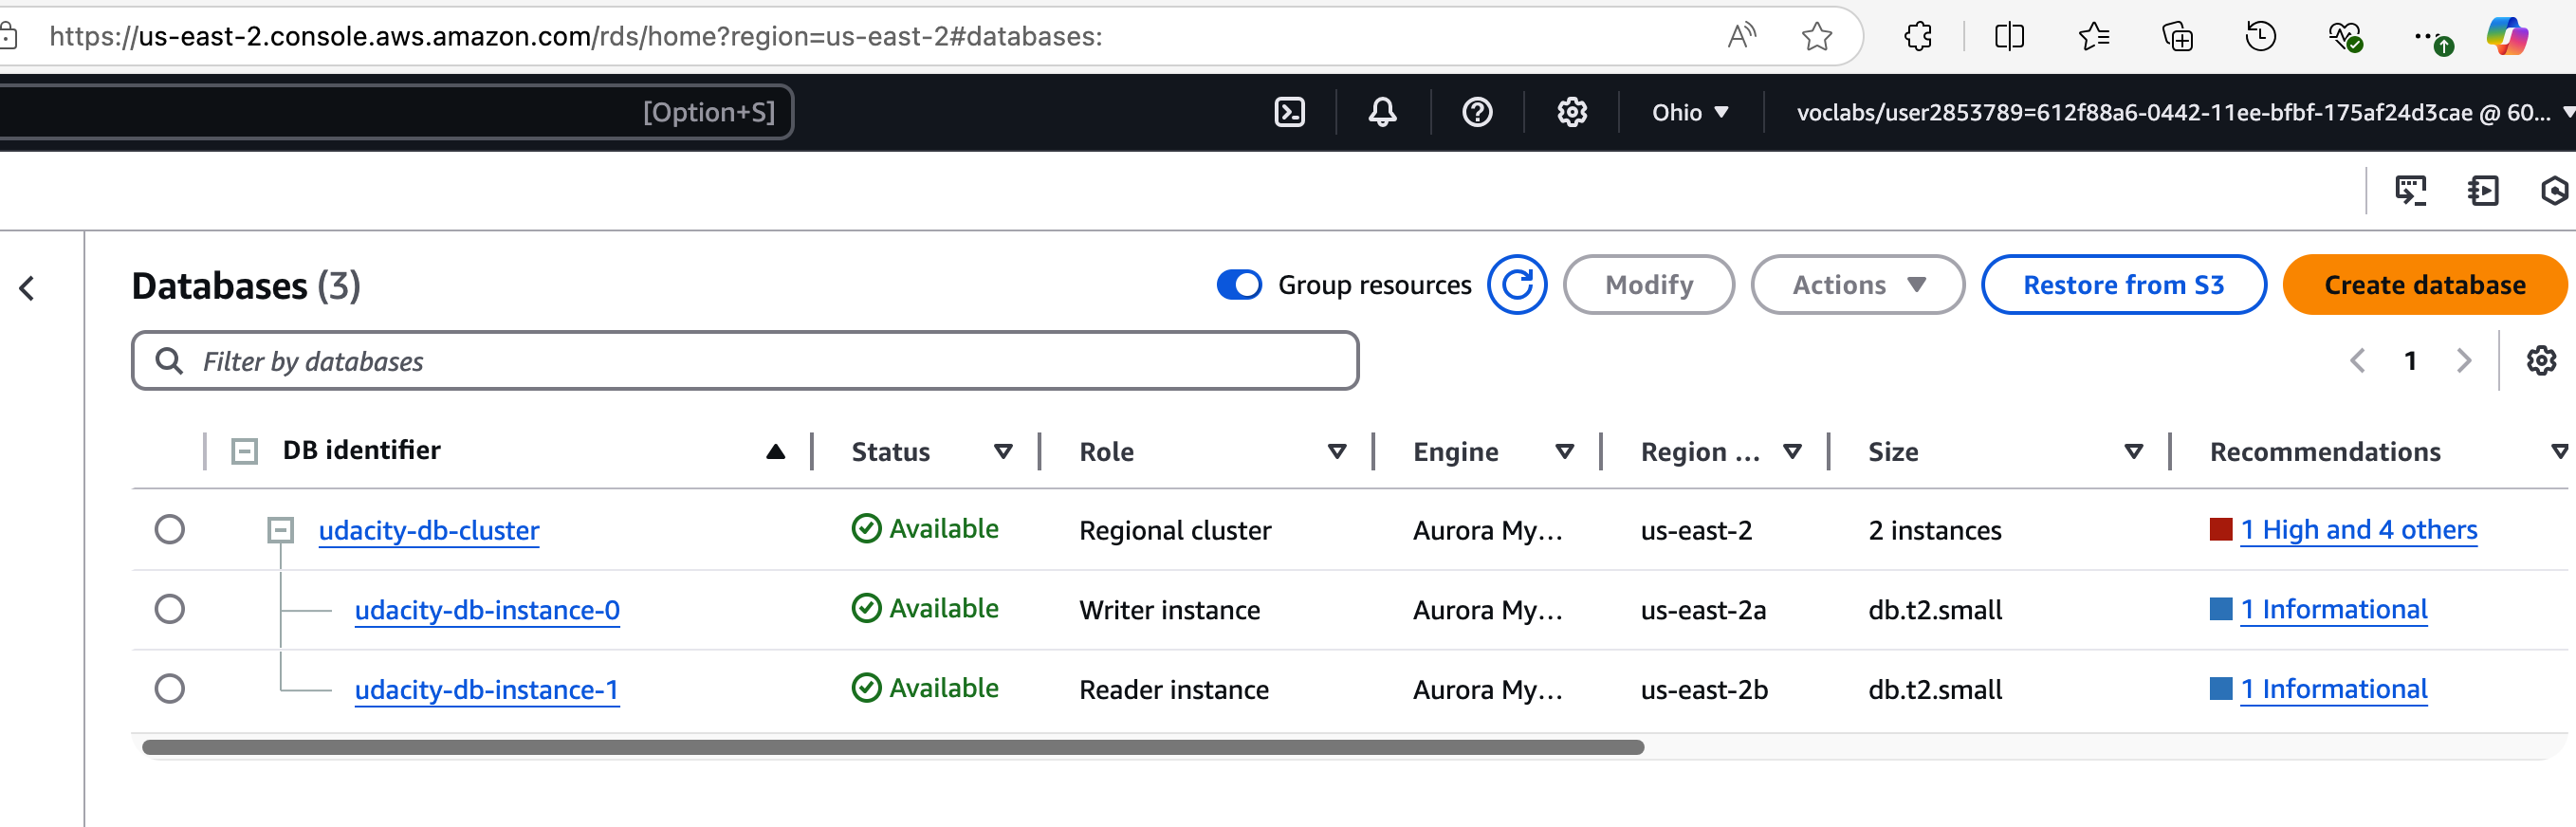 https://us-east-2.console.aws.amazon.com/rds/home?region=us-east-2#databases:
[Option+S] Ohio voclabs/user2853789=612f88a6-0442-11ee-bfbf-175af24d3cae @ 60...
Databases (3) Group resources Modify Actions Restore from S3 Create database
Filter by databases 1
DB identifier Status Role Engine Region ... Size Recommendations
udacity-db-cluster Available Regional cluster Aurora My... us-east-2 2 instances 1 High and 4 others
udacity-db-instance-0 Available Writer instance Aurora My... us-east-2a db.t2.small 1 Informational
udacity-db-instance-1 Available Reader instance Aurora My... us-east-2b db.t2.small 1 Informational